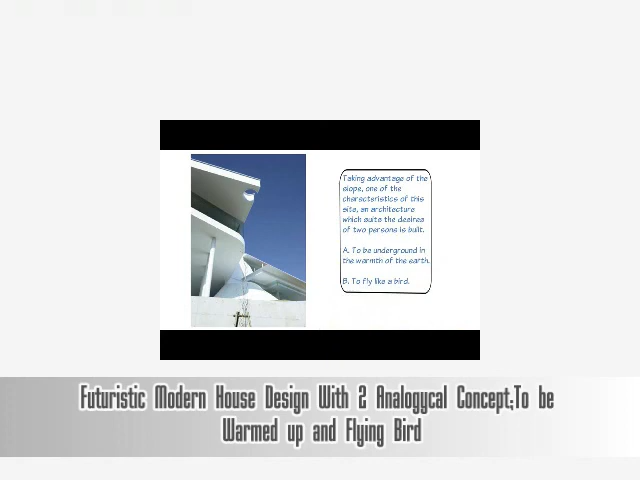 Taking advantage of the
slope, one of the
characteristics of this
site, an architecture
which suits the desires
of two persons is built.
A. To be underground in
the warmth of the earth.
B. To fly like a bird.
Futuristic Modern House Design With 2 Analogycal Concept;To be
Warmed up and Flying Bird